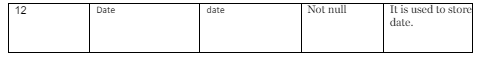 12 Date date Not null It is used to store
date.